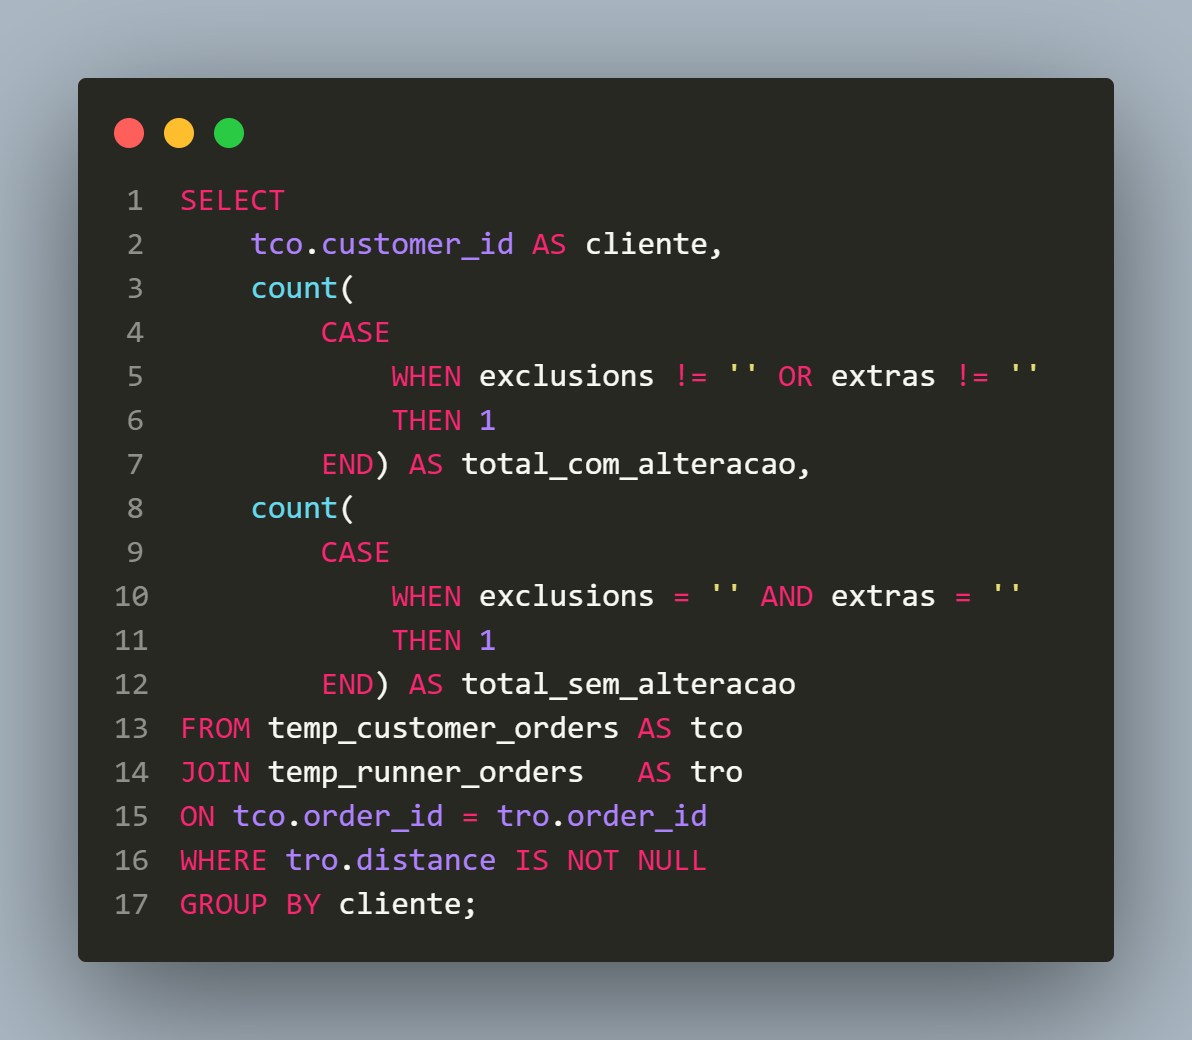 1 SELECT
2     tco.customer_id AS cliente,
3     count(
4         CASE
5             WHEN exclusions != '' OR extras != ''
6             THEN 1
7         END) AS total_com_alteracao,
8     count(
9         CASE
10             WHEN exclusions = '' AND extras = ''
11             THEN 1
12         END) AS total_sem_alteracao
13 FROM temp_customer_orders AS tco
14 JOIN temp_runner_orders   AS tro
15 ON tco.order_id = tro.order_id
16 WHERE tro.distance IS NOT NULL
17 GROUP BY cliente;